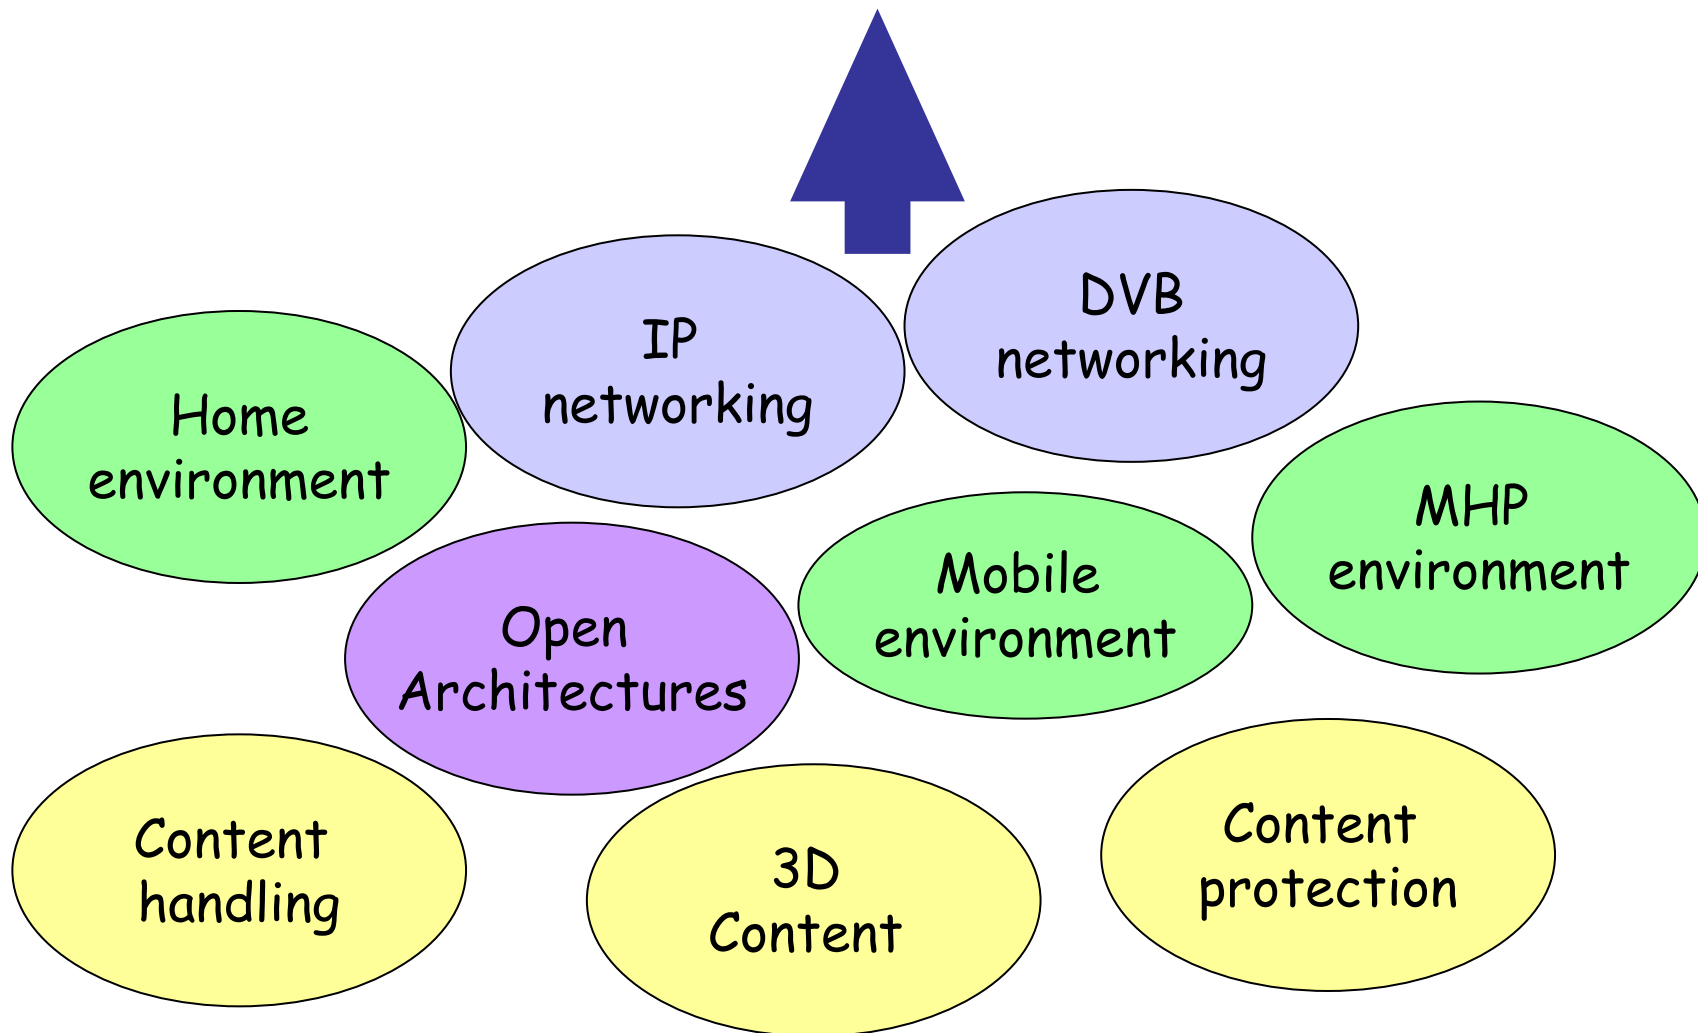 DVB
networking
IP
networking
Home
environment
MHP
environment
Mobile
environment
Open
Architectures
Content
handling
3D
Content
Content
protection